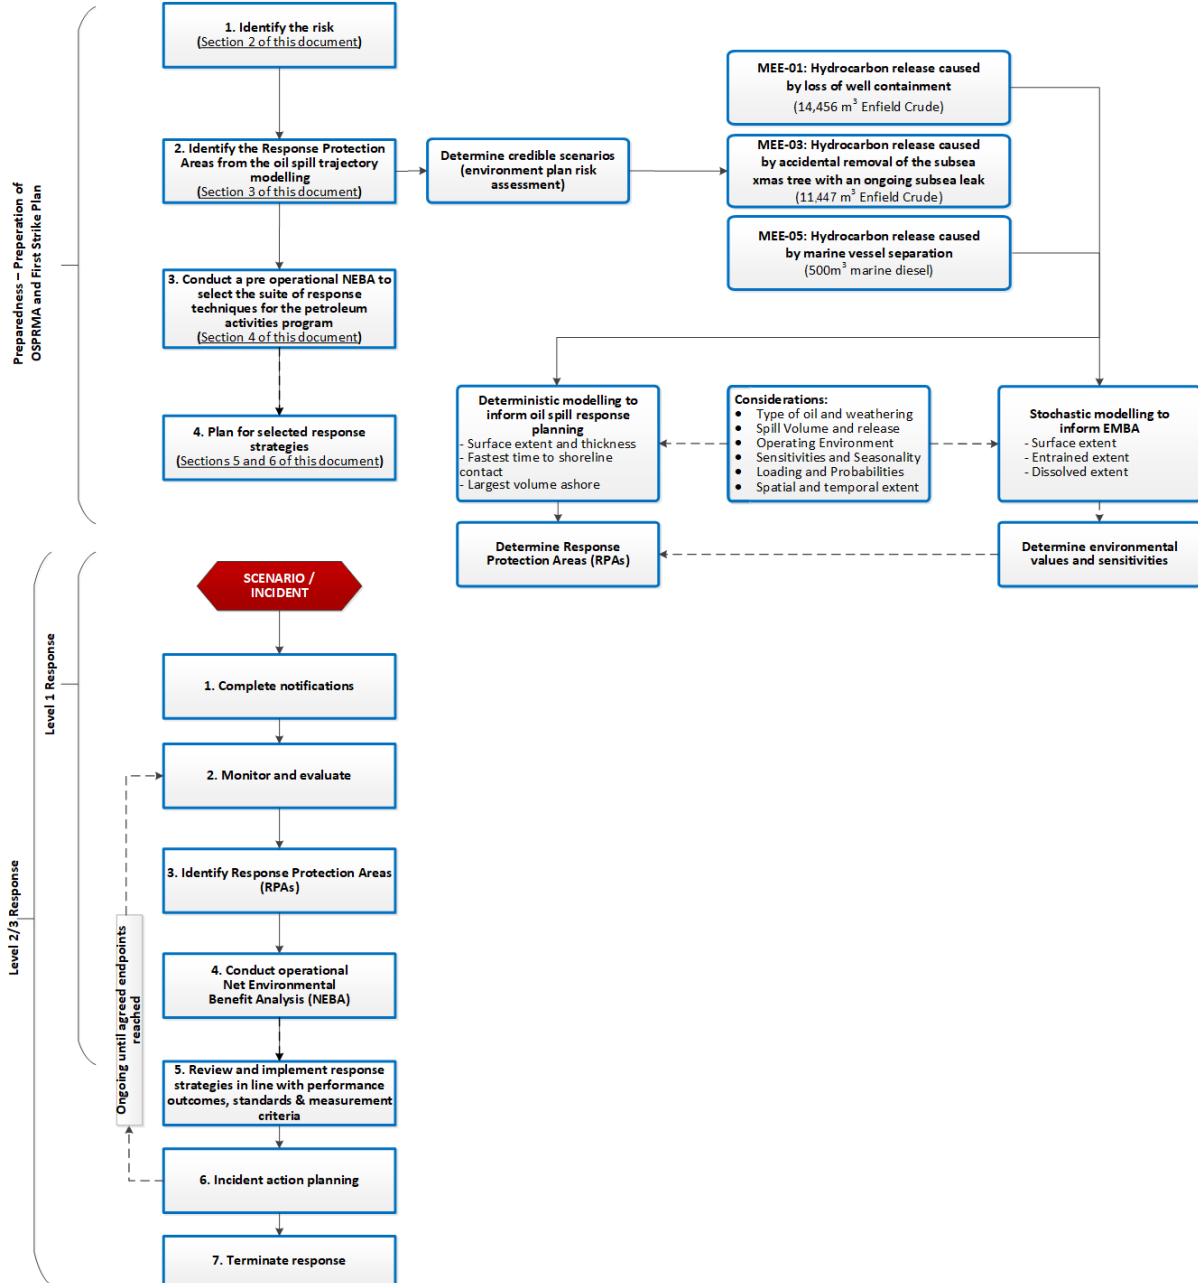 Preparedness – Preperation of
OSPRMA and First Strike Plan
1. Identify the risk
(Section 2 of this document)
2. Identify the Response Protection
Areas from the oil spill trajectory
modelling
(Section 3 of this document)
3. Conduct a pre operational NEBA to
select the suite of response
techniques for the petroleum
activities program
(Section 4 of this document)
4. Plan for selected response
strategies
(Sections 5 and 6 of this document)
Determine credible scenarios
(environment plan risk
assessment)
MEE-01: Hydrocarbon release caused
by loss of well containment
(14,456 m³ Enfield Crude)
MEE-03: Hydrocarbon release caused
by accidental removal of the subsea
xmas tree with an ongoing subsea leak
(11,447 m³ Enfield Crude)
MEE-05: Hydrocarbon release caused
by marine vessel separation
(500m³ marine diesel)
Deterministic modelling to
inform oil spill response
planning
- Surface extent and thickness
- Fastest time to shoreline
contact
- Largest volume ashore
Considerations:
• Type of oil and weathering
• Spill Volume and release
• Operating Environment
• Sensitivities and Seasonality
• Loading and Probabilities
• Spatial and temporal extent
Stochastic modelling to
inform EMBA
- Surface extent
- Entrained extent
- Dissolved extent
Determine Response
Protection Areas (RPAs)
Determine environmental
values and sensitivities
Level 2/3 Response
Level 1 Response
SCENARIO /
INCIDENT
1. Complete notifications
2. Monitor and evaluate
3. Identify Response Protection Areas
(RPAs)
4. Conduct operational
Net Environmental
Benefit Analysis (NEBA)
5. Review and implement response
strategies in line with performance
outcomes, standards & measurement
criteria
6. Incident action planning
7. Terminate response
Ongoing until agreed endpoints
reached